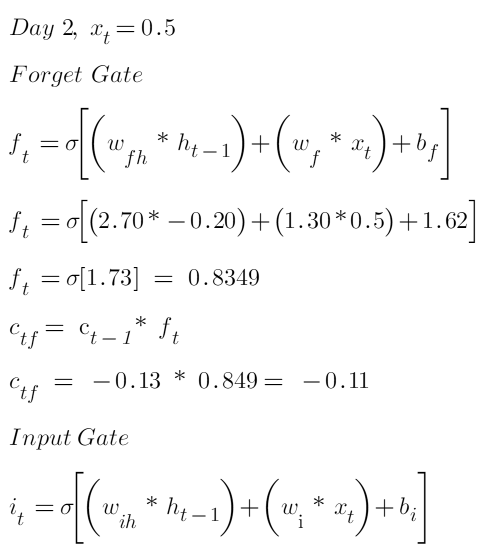 Day 2, x_t = 0.5
Forget Gate
f_t = σ[(w_fh * h_t−1) + (w_f * x_t) + b_f]
f_t = σ[(2.70 * −0.20) + (1.30 * 0.5) + 1.62]
f_t = σ[1.73] = 0.8349
c_tf = c_t−1 * f_t
c_tf = −0.13 * 0.849 = −0.11
Input Gate
i_t = σ[(w_ih * h_t−1) + (w_i * x_t) + b_i]